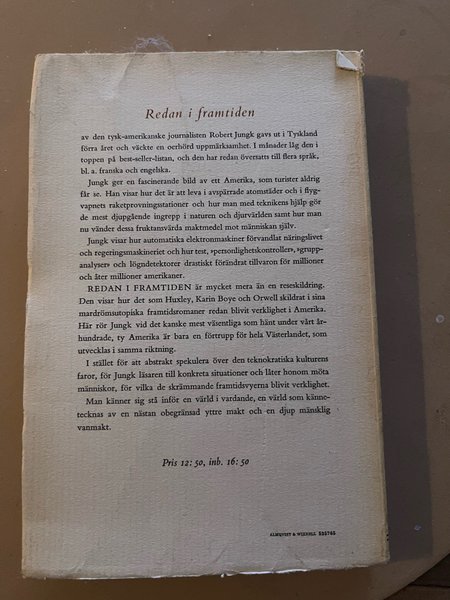 Redan i framtiden
av den tysk-amerikanske journalisten Robert Jungk gavs ut i Tyskland
förra året och väckte en oerhörd uppmärksamhet. I månader låg den i
toppen på best-seller-listan, och den har redan översatts till flera språk,
bl. a. franska och engelska.
Jungk ger en fascinerande bild av ett Amerika, som turister aldrig
får se. Han visar hur det är att leva i avspärrade atomstäder och i flyg-
vapnets raketprovningsstationer och hur man med teknikens hjälp gör
de mest djupgående ingrepp i naturen och djurvärlden samt hur man
nu vänder dessa fruktansvärda maktmedel mot människan själv.
Jungk visar hur automatiska elektronmaskiner förvandlat näringslivet
och regeringsmaskineriet och hur test, »personlighetskontroller», »grupp-
analyser» och lögndetektorer drastiskt förändrat tillvaron för millioner
och åter millioner amerikaner.
REDAN I FRAMTIDEN är mycket mera än en reseskildring.
Den visar hur det som Huxley, Karin Boye och Orwell skildrat i sina
mardrömsutopiska framtidsromaner redan blivit verklighet i Amerika.
Här rör Jungk vid det kanske mest väsentliga som hänt under vårt år-
hundrade, ty Amerika är bara en förtrupp för hela Västerlandet, som
utvecklas i samma riktning.
I stället för att abstrakt spekulera över den teknokratiska kulturens
faror, för Jungk läsaren till konkreta situationer och låter honom möta
människor, för vilka de skrämmande framtidsvyerna blivit verklighet.
Man känner sig stå inför en värld i vardande, en värld som känne-
tecknas av en nästan obegränsad yttre makt och en djup mänsklig
vanmakt.
Pris 12: 50, inb. 16: 50
ALMQVIST & WIKSELL 525765